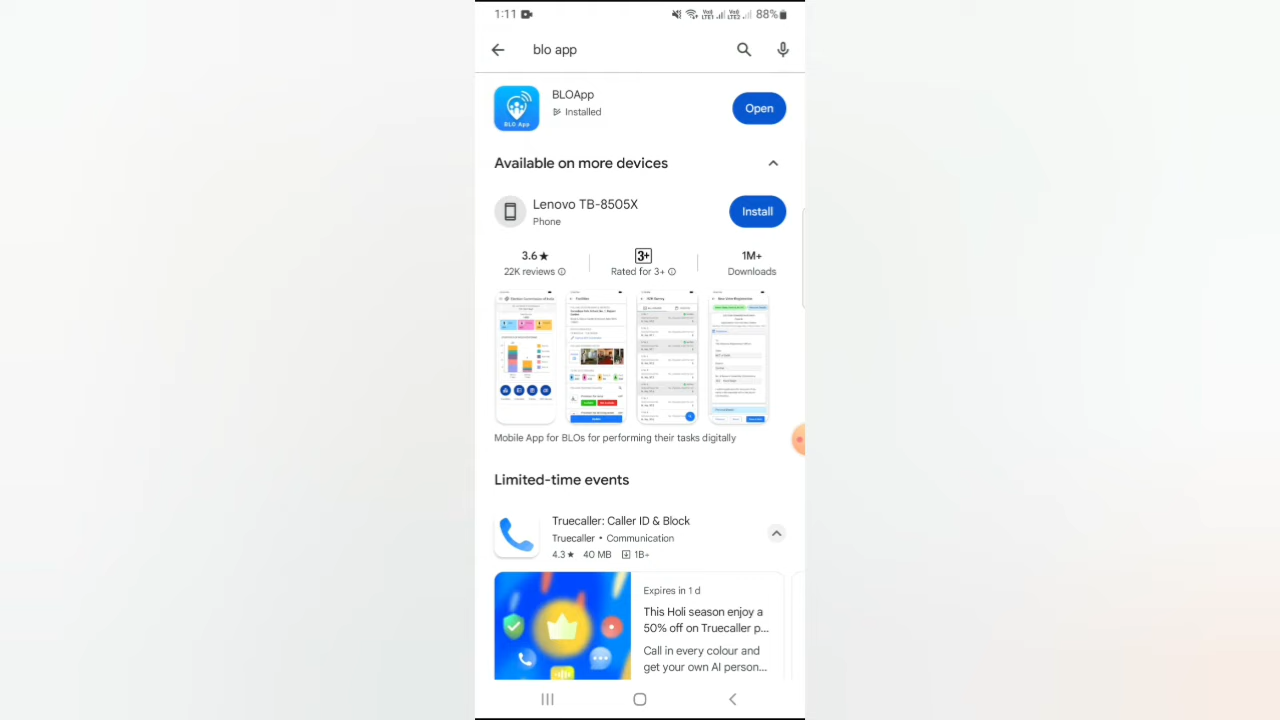 1:11
88%
blo app
BLO App
BLOApp
Installed
Open
Available on more devices
Lenovo TB-8505X
Phone
Install
3.6★
22K reviews
3+
Rated for 3+
1M+
Downloads
Mobile App for BLOs for performing their tasks digitally
Limited-time events
Truecaller: Caller ID & Block
Truecaller • Communication
4.3★ 40 MB 1B+
Expires in 1 d
This Holi season enjoy a
50% off on Truecaller p...
Call in every colour and
get your own AI person...